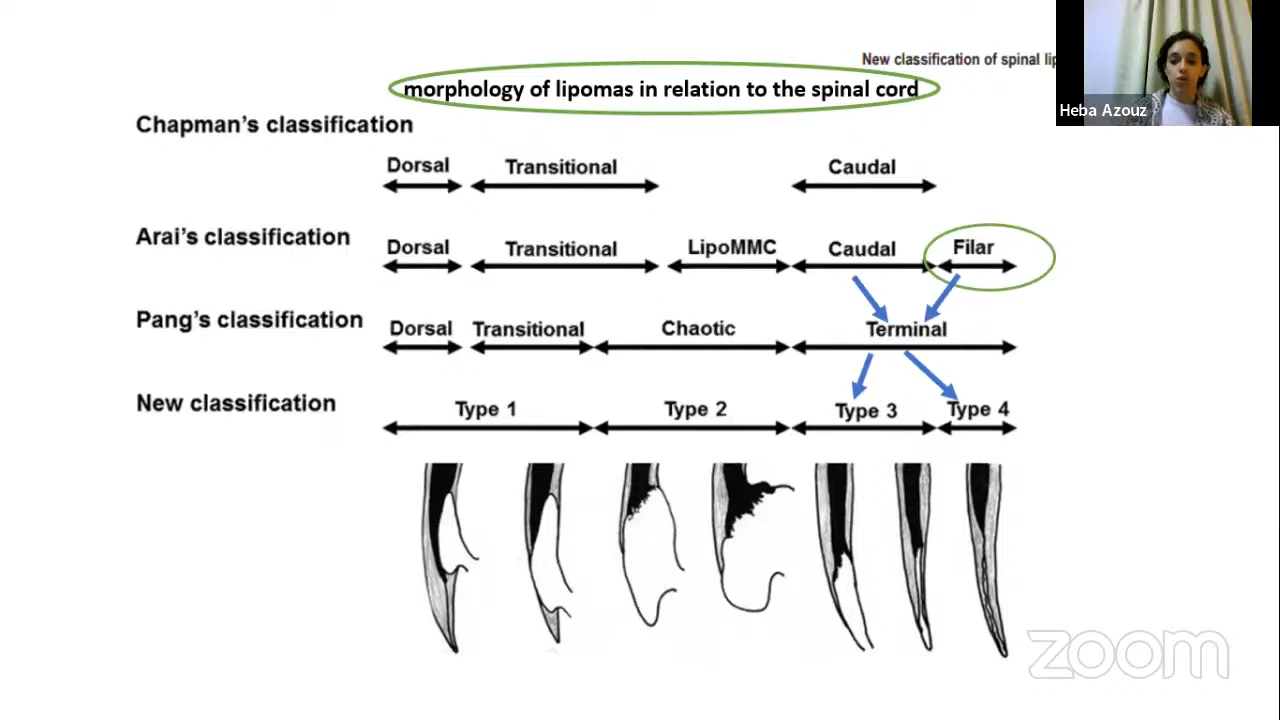 New classification of spinal lip
morphology of lipomas in relation to the spinal cord
Heba Azouz
Chapman's classification
Dorsal Transitional Caudal
Arai's classification
Dorsal Transitional LipoMMC Caudal Filar
Pang's classification
Dorsal Transitional Chaotic Terminal
New classification
Type 1 Type 2 Type 3 Type 4
zoom